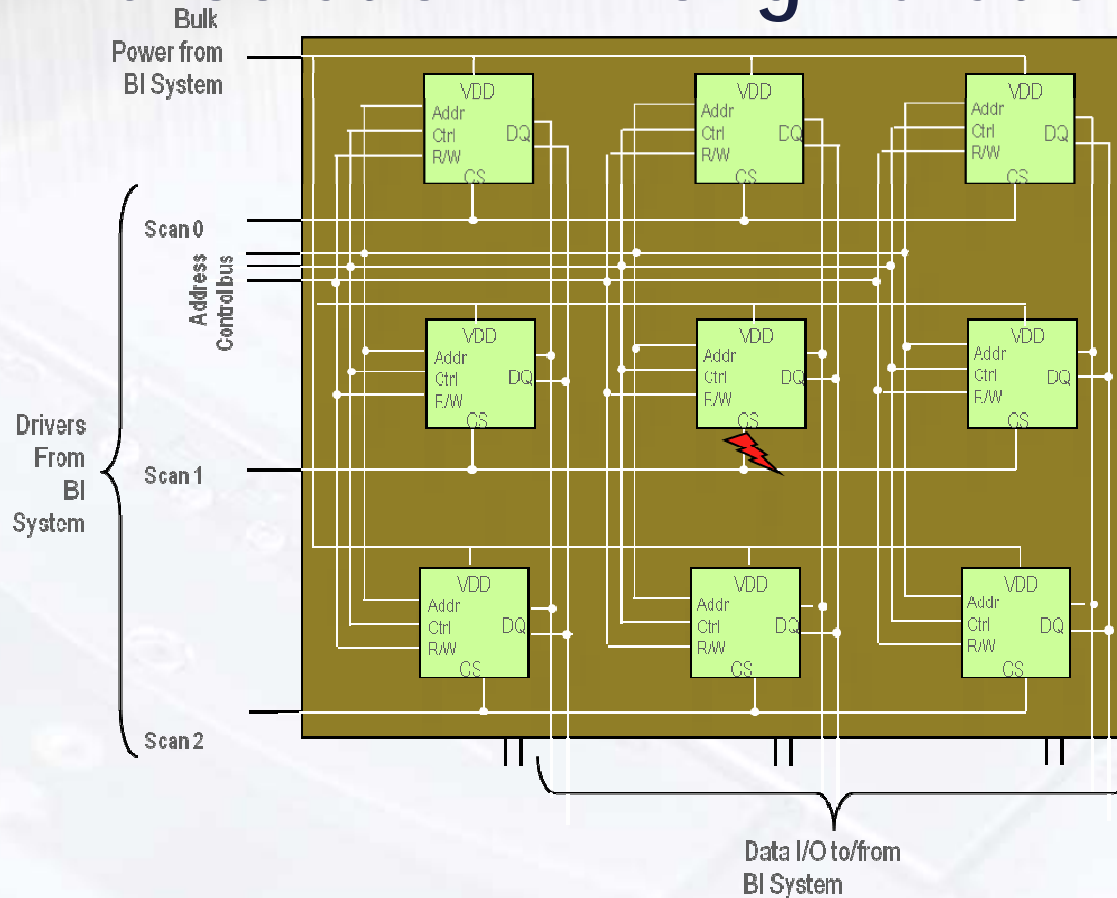 Bulk
Power from
BI System
VDD
Addr
Ctrl
DQ
R/W
CS
VDD
Addr
Ctrl
DQ
R/W
CS
VDD
Addr
Ctrl
DQ
R/W
CS
Scan 0
Address
Control bus
VDD
Addr
Ctrl
DQ
R/W
CS
VDD
Addr
Ctrl
DQ
R/W
CS
VDD
Addr
Ctrl
DQ
R/W
CS
Drivers
From
BI
System
Scan 1
VDD
Addr
Ctrl
DQ
R/W
CS
VDD
Addr
Ctrl
DQ
R/W
CS
VDD
Addr
Ctrl
DQ
R/W
CS
Scan 2
Data I/O to/from
BI System